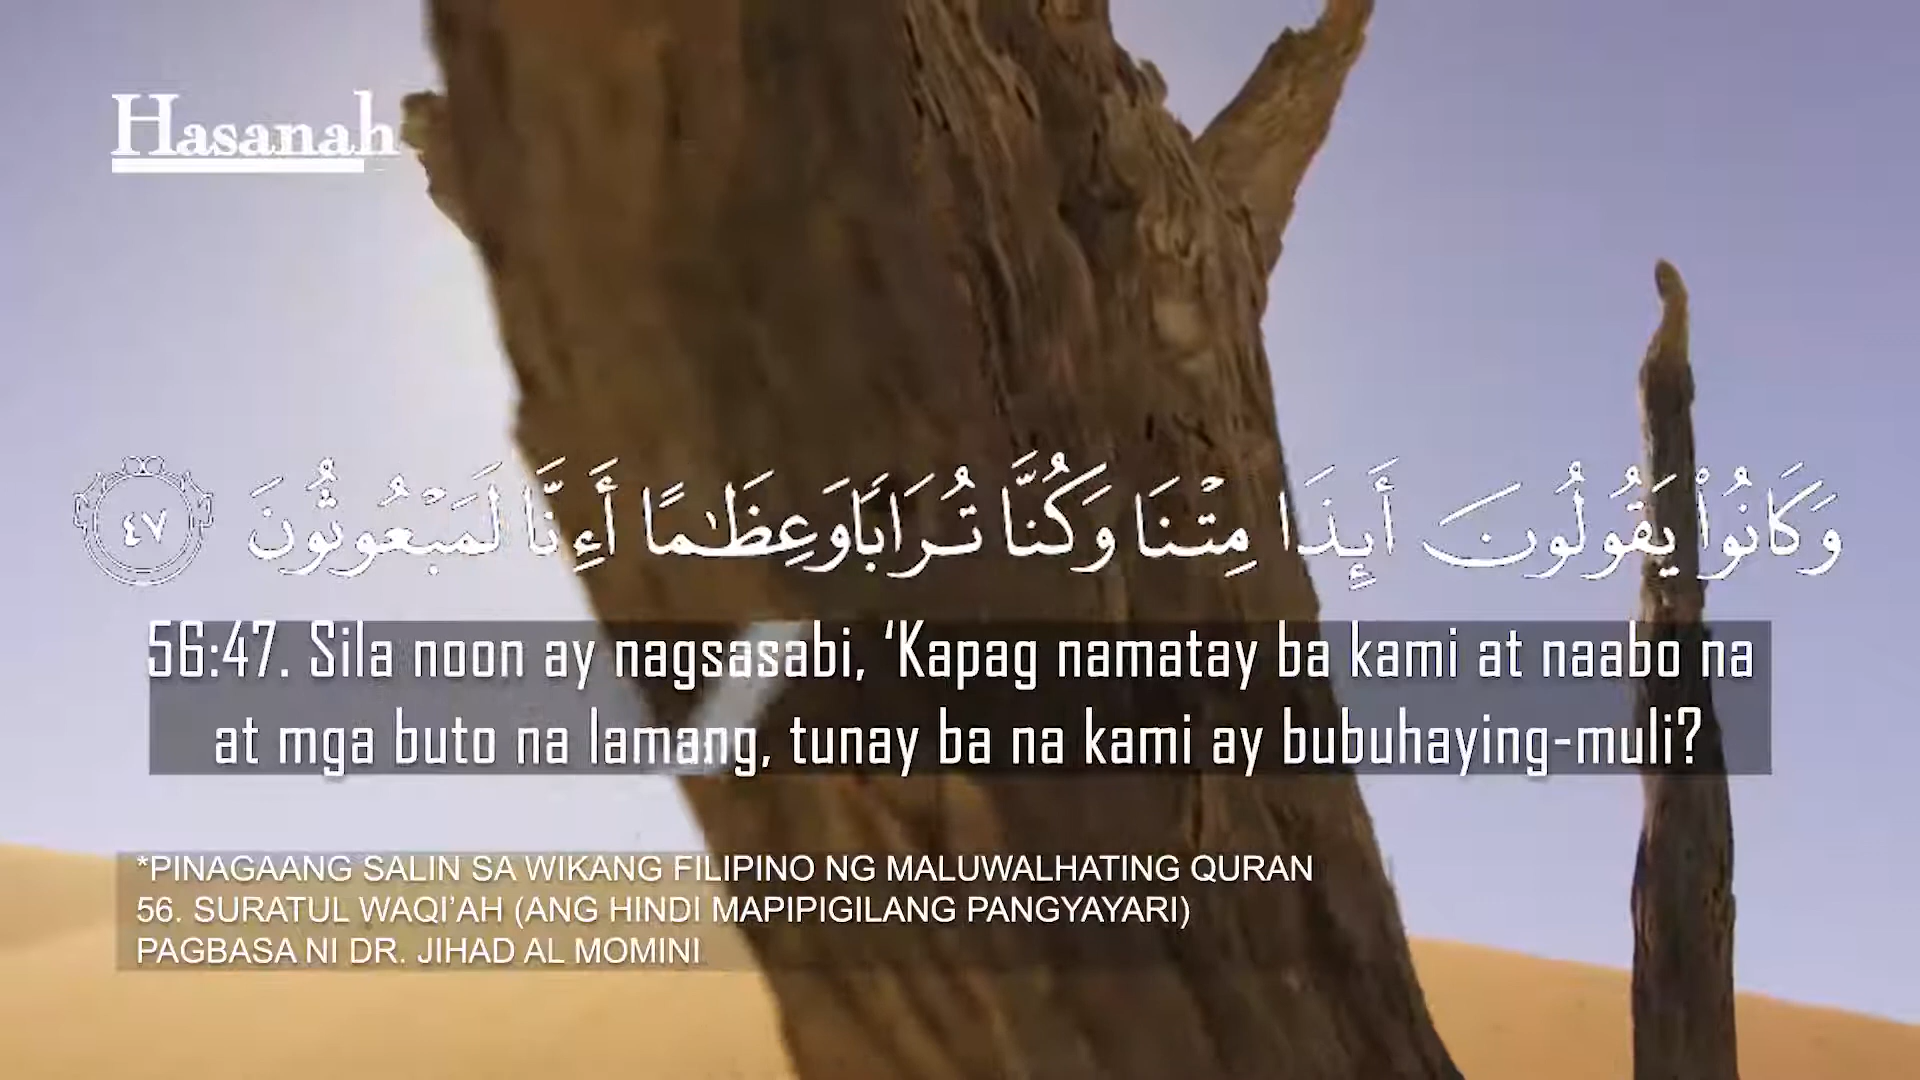 Hasanah
وَكَانُوا۟ يَقُولُونَ أَئِذَا مِتْنَا وَكُنَّا تُرَابًا وَعِظَٰمًا أَءِنَّا لَمَبْعُوثُونَ ٤٧
56:47. Sila noon ay nagsasabi, ‘Kapag namatay ba kami at naabo na
at mga buto na lamang, tunay ba na kami ay bubuhaying-muli?
*PINAGAANG SALIN SA WIKANG FILIPINO NG MALUWALHATING QURAN
56. SURATUL WAQI’AH (ANG HINDI MAPIPIGILANG PANGYAYARI)
PAGBASA NI DR. JIHAD AL MOMINI